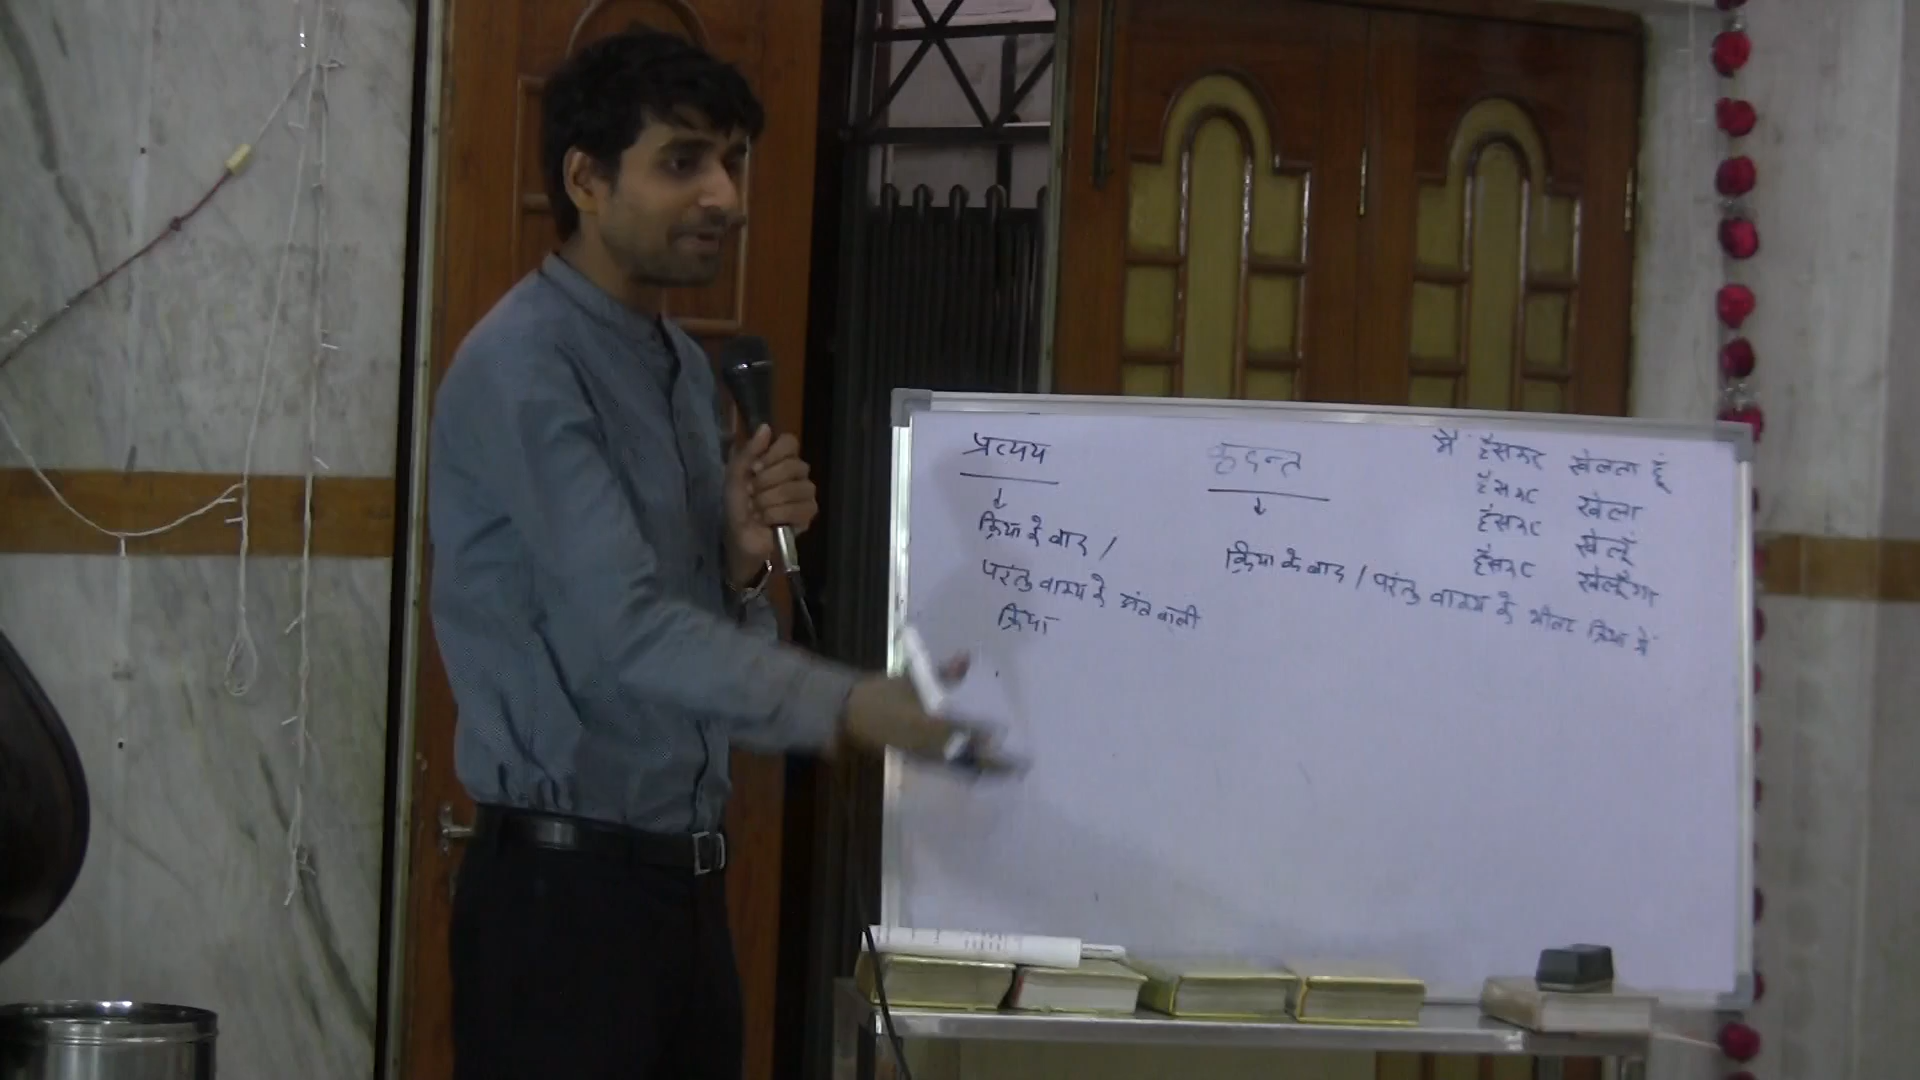 प्रत्यय
क्रिया के बाद /
परंतु वाक्य के अंत वाली
क्रिया
कृदन्त
क्रिया के बाद / परंतु वाक्य के भीतर क्रिया में
मैं हँसकर खेलता हूँ
हँसकर खेला
हँसकर खेलूँ
हँसकर खेलूँगा